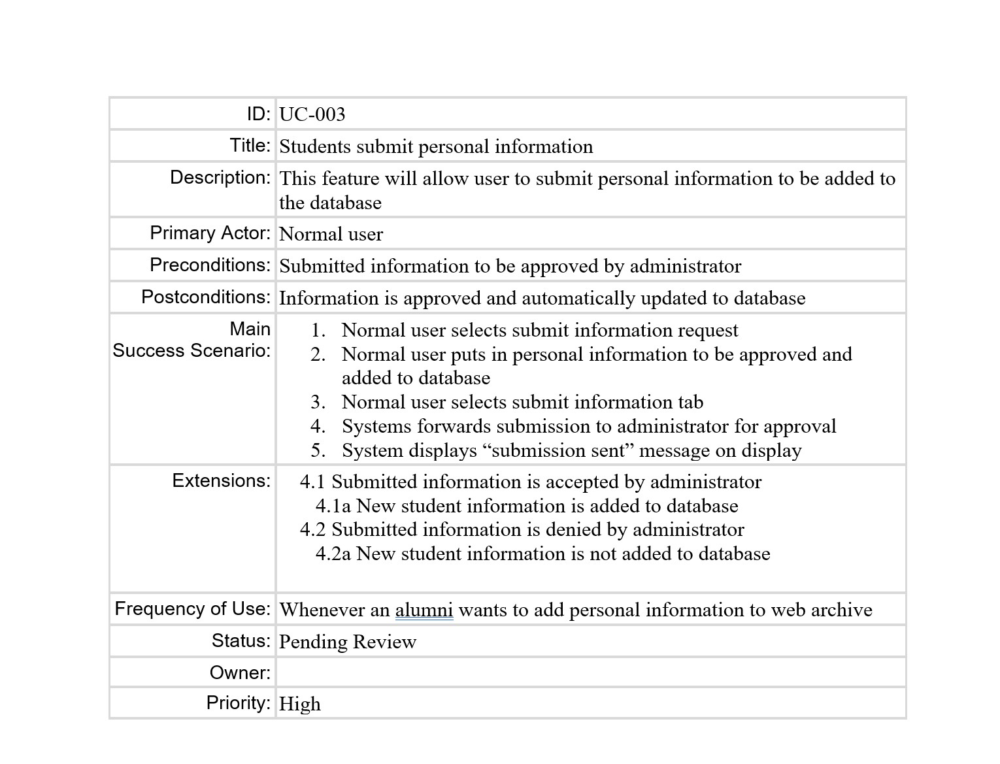 ID: UC-003
Title: Students submit personal information
Description: This feature will allow user to submit personal information to be added to
the database
Primary Actor: Normal user
Preconditions: Submitted information to be approved by administrator
Postconditions: Information is approved and automatically updated to database
Main
Success Scenario:
1. Normal user selects submit information request
2. Normal user puts in personal information to be approved and
added to database
3. Normal user selects submit information tab
4. Systems forwards submission to administrator for approval
5. System displays “submission sent” message on display
Extensions:
4.1 Submitted information is accepted by administrator
4.1a New student information is added to database
4.2 Submitted information is denied by administrator
4.2a New student information is not added to database
Frequency of Use: Whenever an alumni wants to add personal information to web archive
Status: Pending Review
Owner:
Priority: High